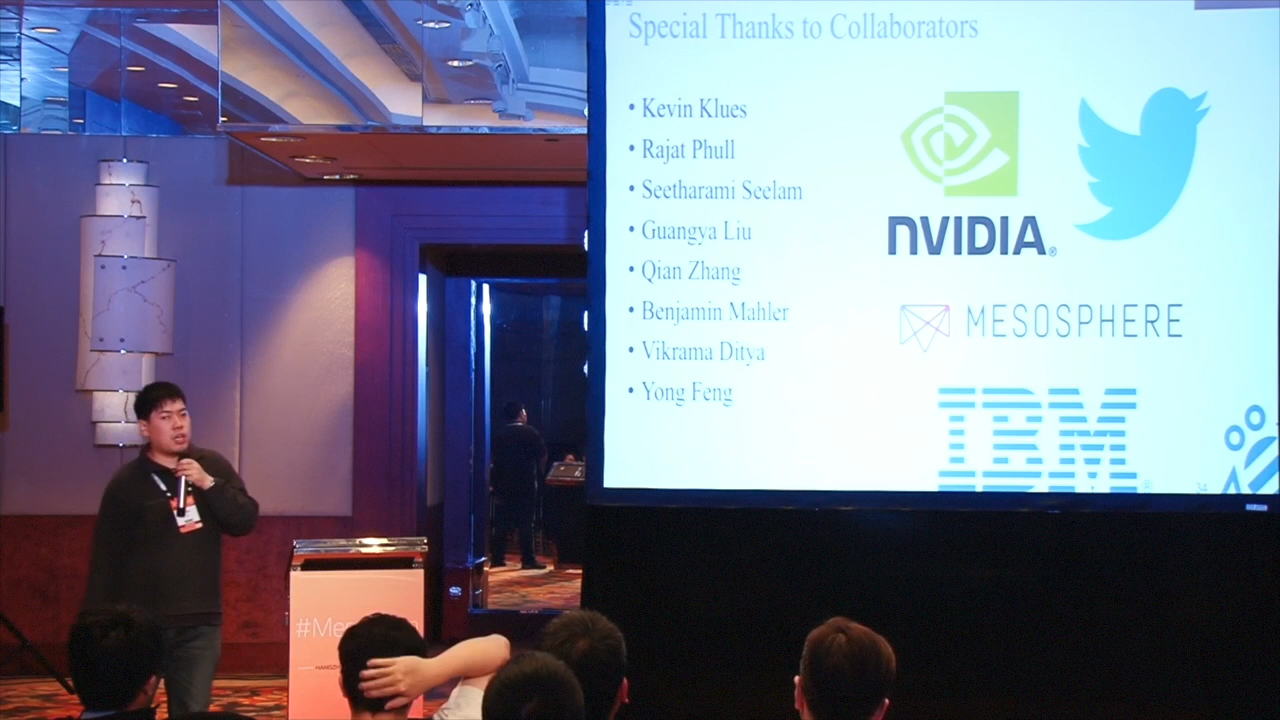 Special Thanks to Collaborators
• Kevin Klues
• Rajat Phull
• Seetharami Seelam
• Guangya Liu
• Qian Zhang
• Benjamin Mahler
• Vikrama Ditya
• Yong Feng
NVIDIA®
MESOSPHERE
IBM